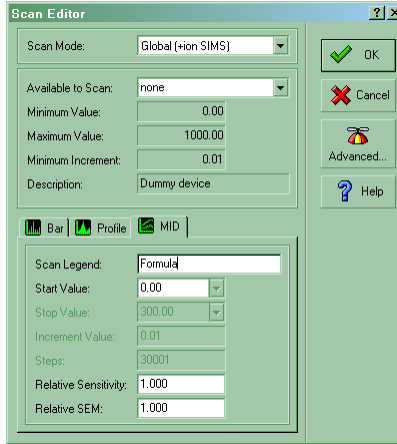 Scan Editor
Scan Mode: Global (+ion SIMS)
OK
Available to Scan: none
Cancel
Minimum Value: 0.00
Maximum Value: 1000.00
Minimum Increment: 0.01
Advanced...
Description: Dummy device
Help
Bar Profile MID
Scan Legend: Formula
Start Value: 0.00
Stop Value: 300.00
Increment Value: 0.01
Steps: 30001
Relative Sensitivity: 1.000
Relative SEM: 1.000